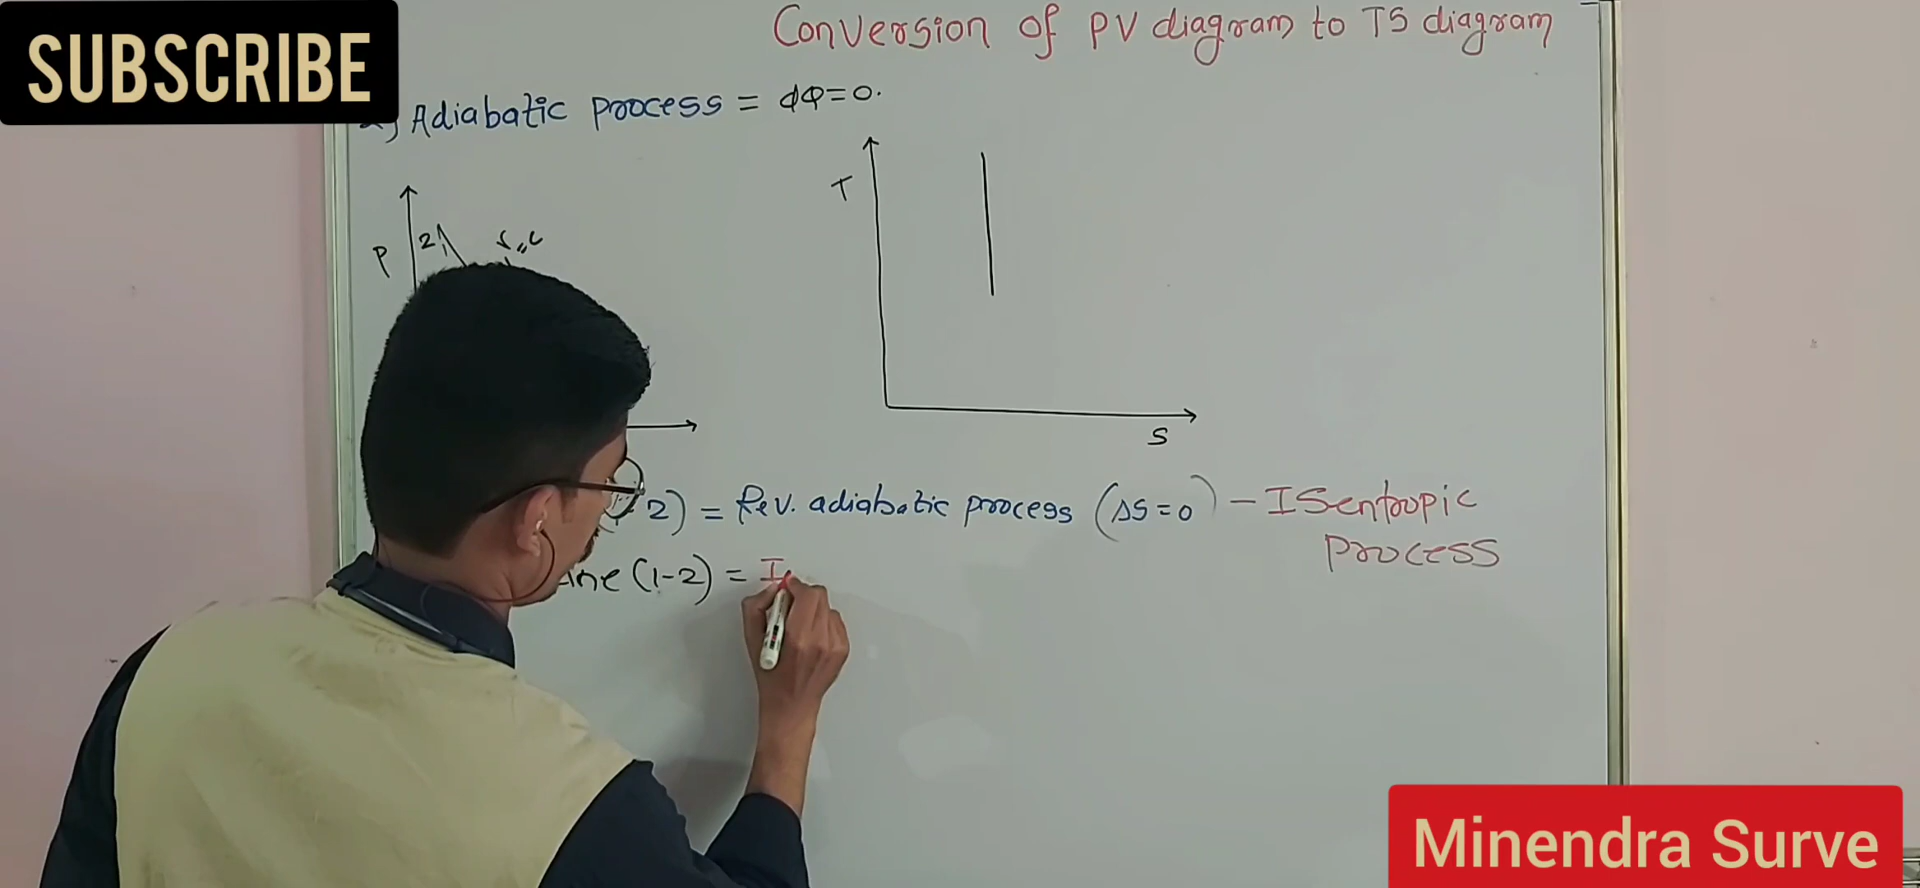 SUBSCRIBE
Conversion of PV diagram to TS diagram
Adiabatic process = dQ=0.
T
P
2
S
2) = Rev. adiabatic process (ΔS=0) - ISentropic
process
(1-2) = I
Minendra Surve